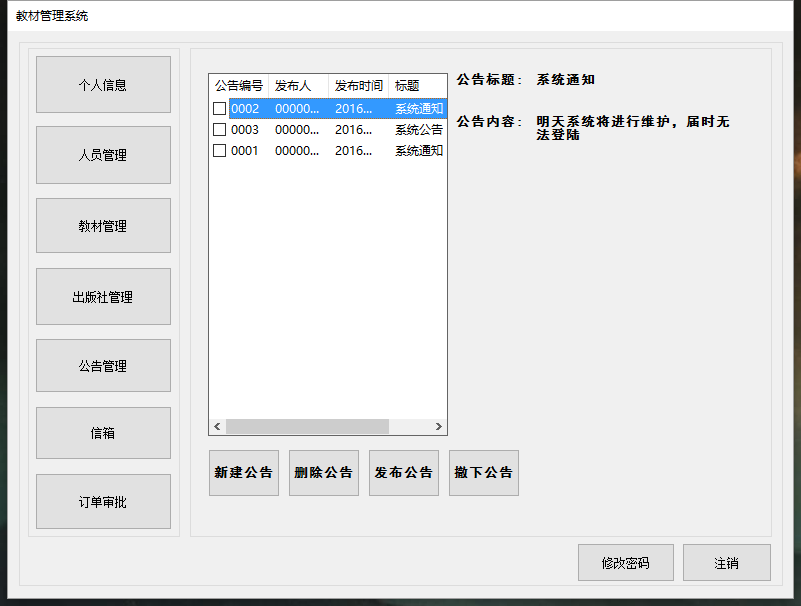 教材管理系统
个人信息
人员管理
教材管理
出版社管理
公告管理
信箱
订单审批
公告编号 发布人 发布时间 标题
0002 00000... 2016... 系统通知
0003 00000... 2016... 系统公告
0001 00000... 2016... 系统通知
公告标题： 系统通知
公告内容： 明天系统将进行维护，届时无
法登陆
新建公告 删除公告 发布公告 撤下公告
修改密码 注销